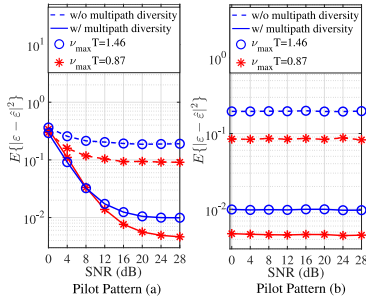 w/o multipath diversity
w/ multipath diversity
ν_max T=1.46
ν_max T=0.87
10^1
10^0
10^-1
10^-2
E{|ε − ε̂|^2}
0 4 8 12 16 20 24 28
SNR (dB)
Pilot Pattern (a)
w/o multipath diversity
w/ multipath diversity
ν_max T=1.46
ν_max T=0.87
10^0
10^-1
10^-2
E{|ε − ε̂|^2}
0 4 8 12 16 20 24 28
SNR (dB)
Pilot Pattern (b)